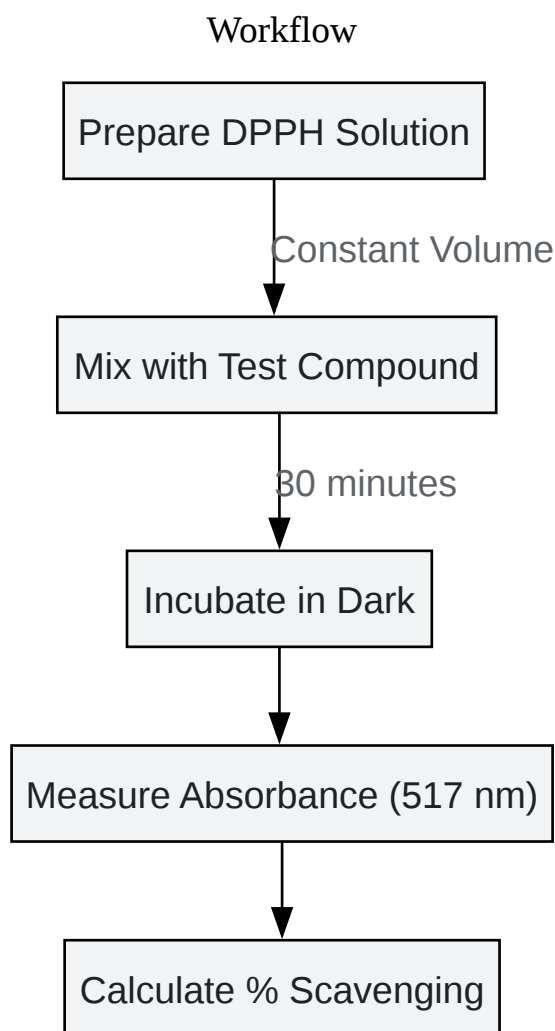 Workflow
Prepare DPPH Solution
Constant Volume
Mix with Test Compound
30 minutes
Incubate in Dark
Measure Absorbance (517 nm)
Calculate % Scavenging